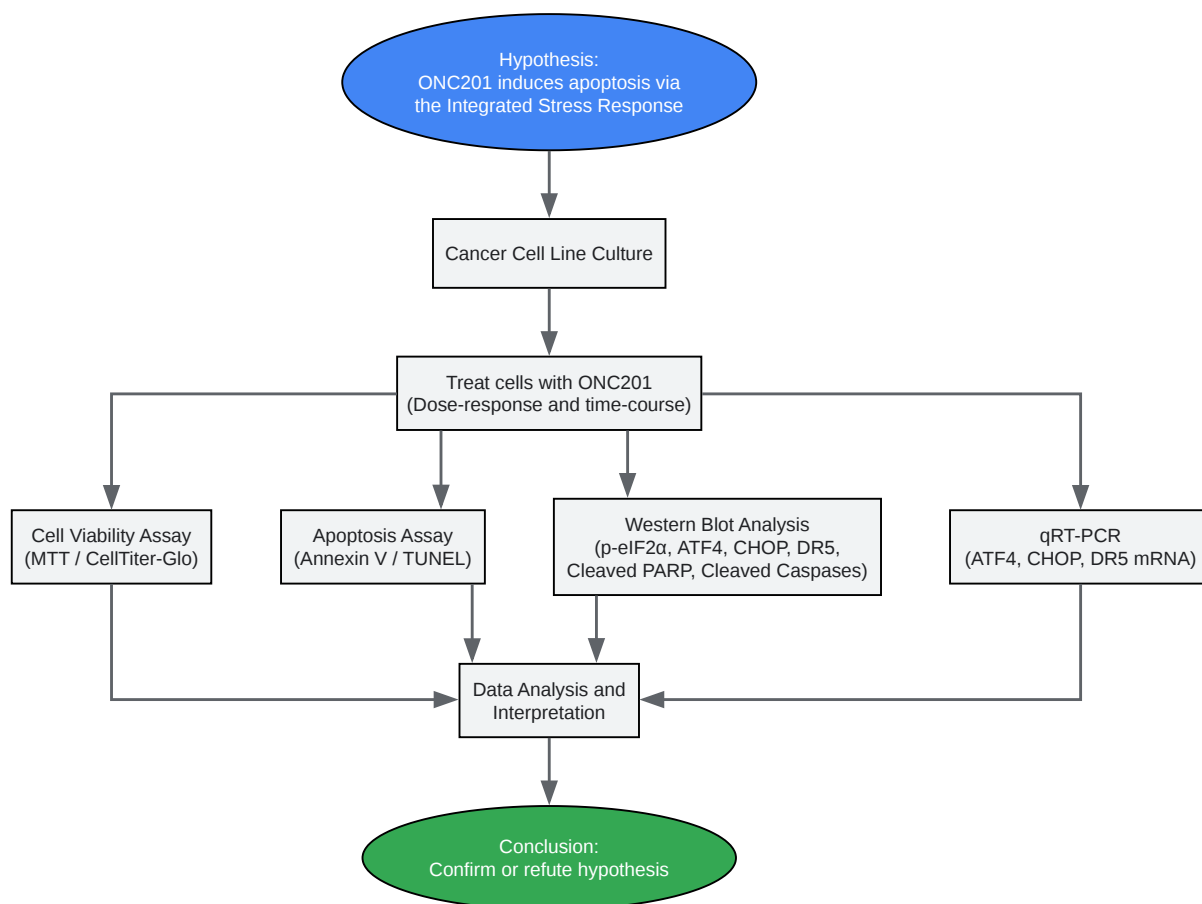 Hypothesis:
ONC201 induces apoptosis via
the Integrated Stress Response
Cancer Cell Line Culture
Treat cells with ONC201
(Dose-response and time-course)
Cell Viability Assay
(MTT / CellTiter-Glo)
Apoptosis Assay
(Annexin V / TUNEL)
Western Blot Analysis
(p-eIF2α, ATF4, CHOP, DR5,
Cleaved PARP, Cleaved Caspases)
qRT-PCR
(ATF4, CHOP, DR5 mRNA)
Data Analysis and
Interpretation
Conclusion:
Confirm or refute hypothesis